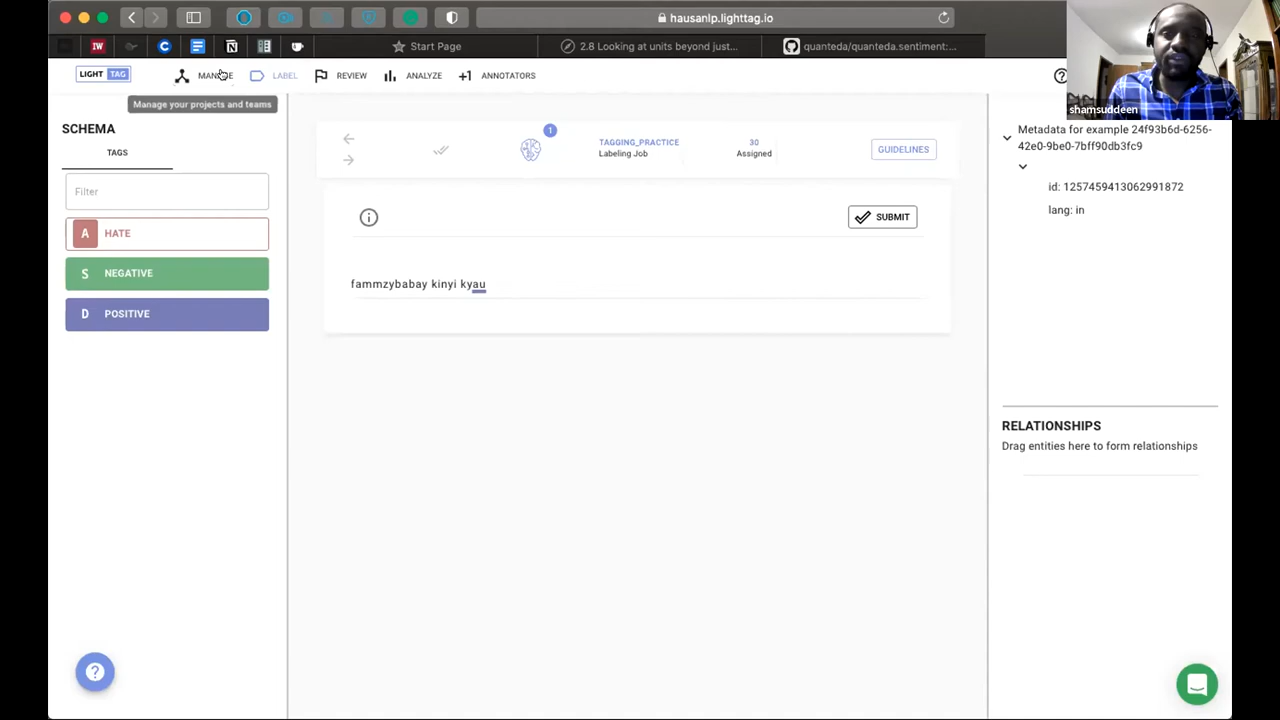 hausanlp.lighttag.io
IW
Start Page
2.8 Looking at units beyond just...
quanteda/quanteda.sentiment:...
LIGHT TAG
LABEL
REVIEW
ANALYZE
+1 ANNOTATORS
Manage your projects and teams
shamsuddeen
SCHEMA
TAGS
Filter
A HATE
S NEGATIVE
D POSITIVE
1
TAGGING_PRACTICE
Labeling Job
30
Assigned
GUIDELINES
SUBMIT
fammzybabay kinyi kyau
Metadata for example 24f93b6d-6256-
42e0-9be0-7bff90db3fc9
id: 1257459413062991872
lang: in
RELATIONSHIPS
Drag entities here to form relationships